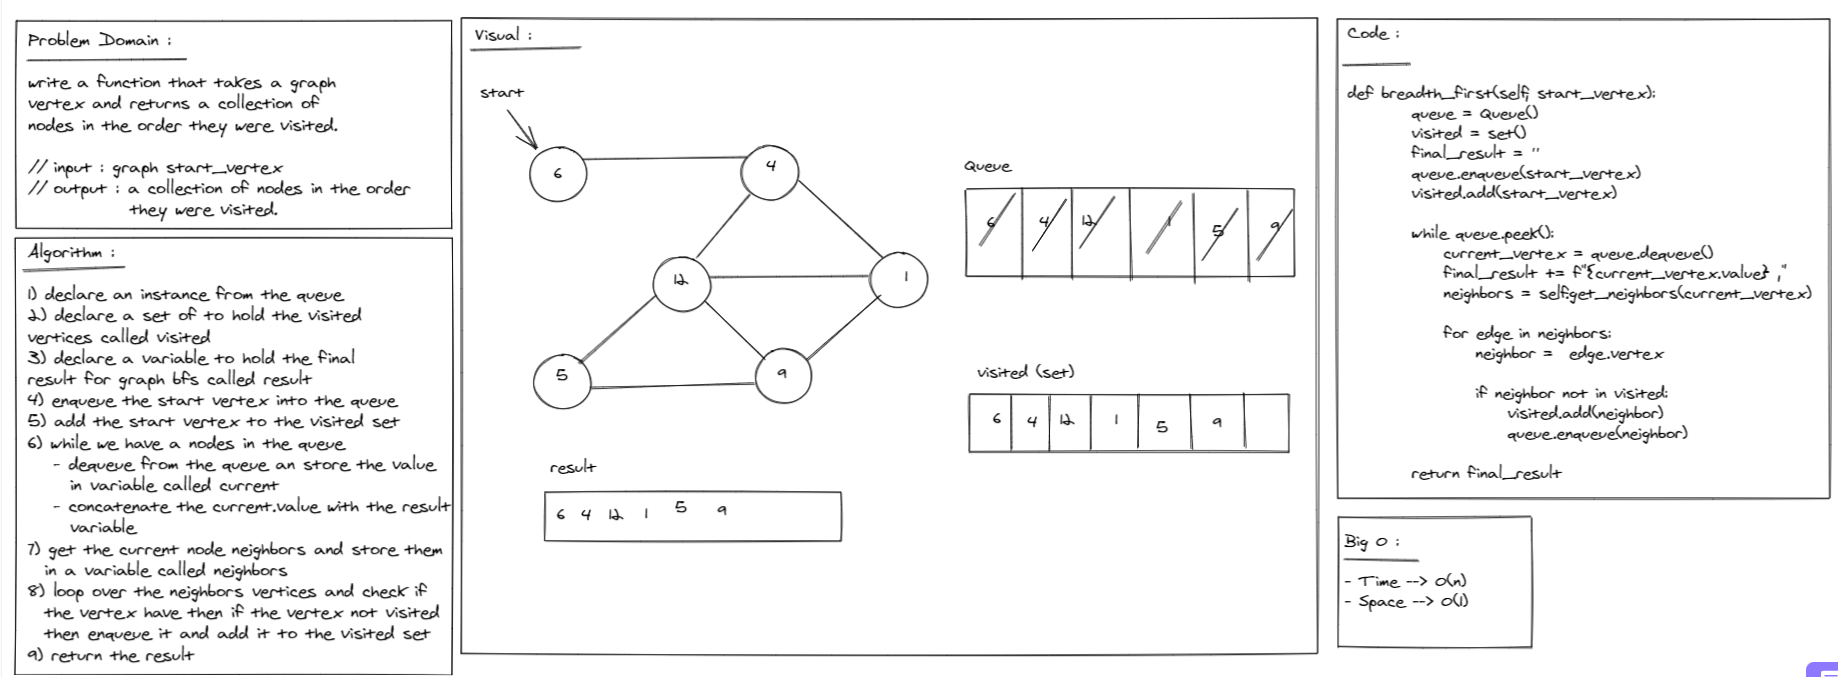 Problem Domain :
write a function that takes a graph
vertex and returns a collection of
nodes in the order they were visited.
// input : graph start_vertex
// output : a collection of nodes in the order
they were visited.
Algorithm :
1) declare an instance from the queue
2) declare a set of to hold the visited
vertices called visited
3) declare a variable to hold the final
result for graph bfs called result
4) enqueue the start vertex into the queue
5) add the start vertex to the visited set
6) while we have a nodes in the queue
- dequeue from the queue an store the value
in variable called current
- concatenate the current.value with the result
variable
7) get the current node neighbors and store them
in a variable called neighbors
8) loop over the neighbors vertices and check if
the vertex have then if the vertex not visited
then enqueue it and add it to the visited set
9) return the result
Visual :
start
6
4
12
1
5
9
Queue
6 4 12 1 5 9
visited (set)
6 4 12 1 5 9
result
6 4 12 1 5 9
Code :
def breadth_first(self, start_vertex):
queue = Queue()
visited = set()
final_result = ''
queue.enqueue(start_vertex)
visited.add(start_vertex)
while queue.peek():
current_vertex = queue.dequeue()
final_result += f"{current_vertex.value} ,"
neighbors = self.get_neighbors(current_vertex)
for edge in neighbors:
neighbor = edge.vertex
if neighbor not in visited:
visited.add(neighbor)
queue.enqueue(neighbor)
return final_result
Big O :
- Time --> O(n)
- Space --> O(1)